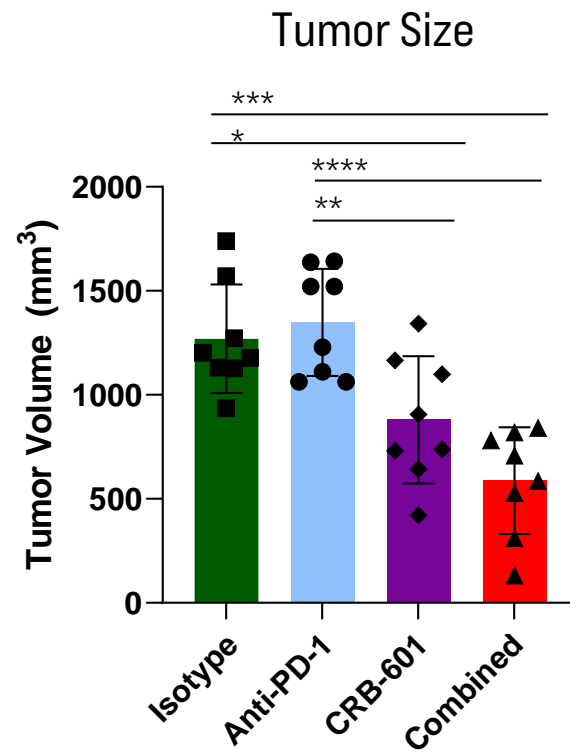 Tumor Size
***
*
****
**
Tumor Volume (mm³)
2000
1500
1000
500
0
Isotype
Anti-PD-1
CRB-601
Combined